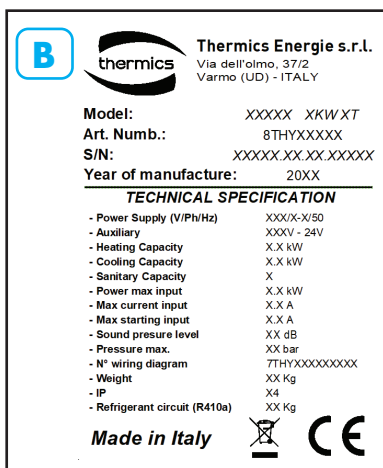 B
thermics
Thermics Energie s.r.l.
Via dell'olmo, 37/2
Varmo (UD) - ITALY
Model: XXXXX XKW XT
Art. Numb.: 8THYXXXXX
S/N: XXXXX.XX.XX.XXXXX
Year of manufacture: 20XX
TECHNICAL SPECIFICATION
- Power Supply (V/Ph/Hz) XXX/X-X/50
- Auxiliary XXXV - 24V
- Heating Capacity X.X kW
- Cooling Capacity X.X kW
- Sanitary Capacity X
- Power max input X.X kW
- Max current input X.X A
- Max starting input X.X A
- Sound presure level XX dB
- Pressure max. XX bar
- N° wiring diagram 7THYXXXXXXXXX
- Weight XX Kg
- IP X4
- Refrigerant circuit (R410a) XX Kg
Made in Italy CE